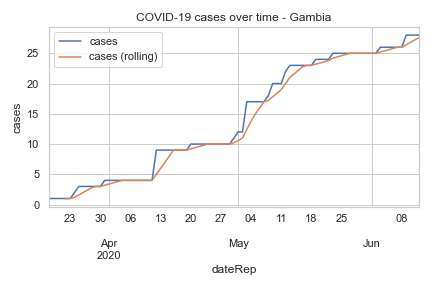 COVID-19 cases over time - Gambia
cases
cases (rolling)
cases
25
20
15
10
5
0
23 30 06 13 20 27 04 11 18 25 01 08
Apr May Jun
2020
dateRep